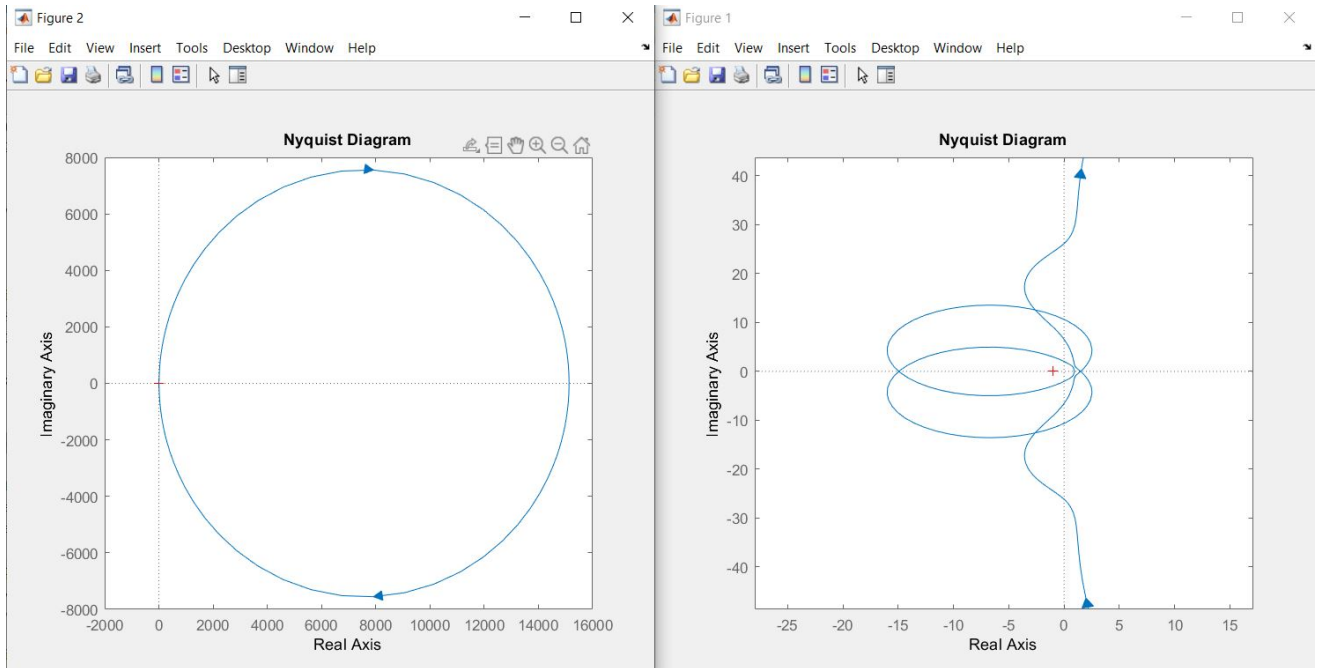 Figure 2
File Edit View Insert Tools Desktop Window Help
Nyquist Diagram
8000
6000
4000
2000
0
-2000
-4000
-6000
-8000
Imaginary Axis
-2000 0 2000 4000 6000 8000 10000 12000 14000 16000
Real Axis
Figure 1
File Edit View Insert Tools Desktop Window Help
Nyquist Diagram
40
30
20
10
0
-10
-20
-30
-40
Imaginary Axis
-25 -20 -15 -10 -5 0 5 10 15
Real Axis